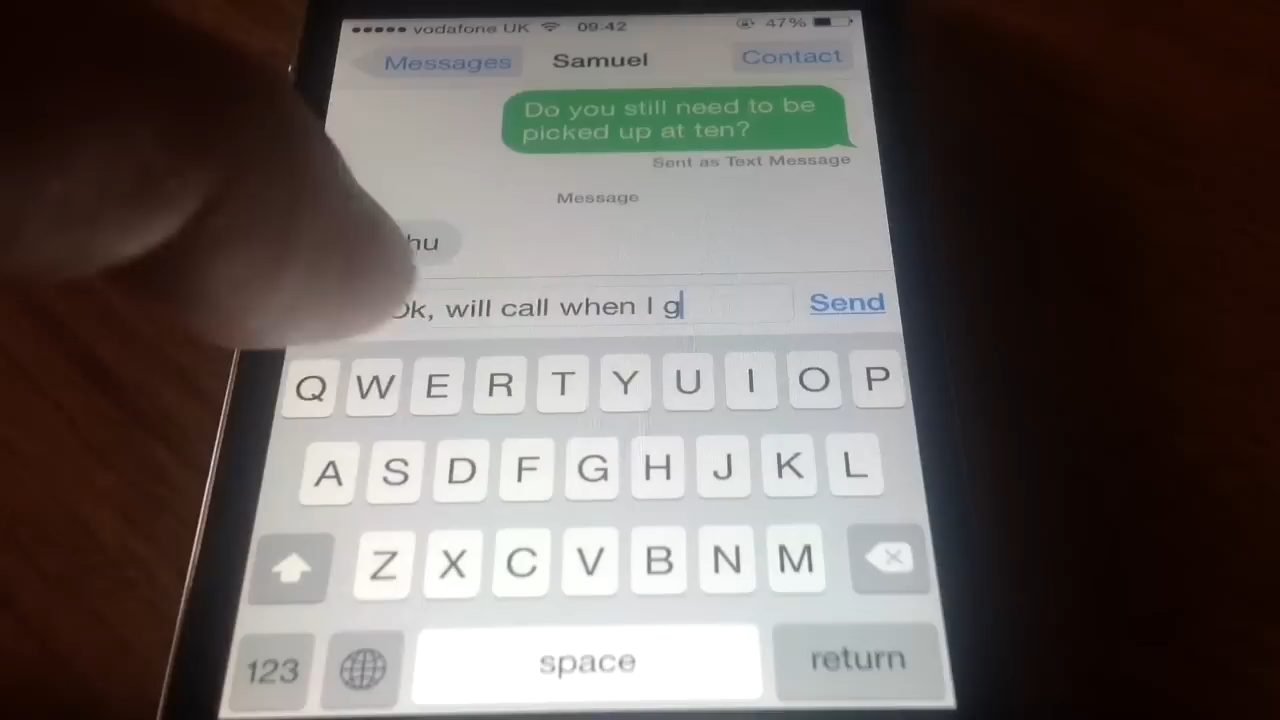 vodafone UK 09:42 47%
Messages Samuel Contact
Do you still need to be
picked up at ten?
Sent as Text Message
Message
Ok, will call when I g Send
Q W E R T Y U I O P
A S D F G H J K L
Z X C V B N M
123 space return